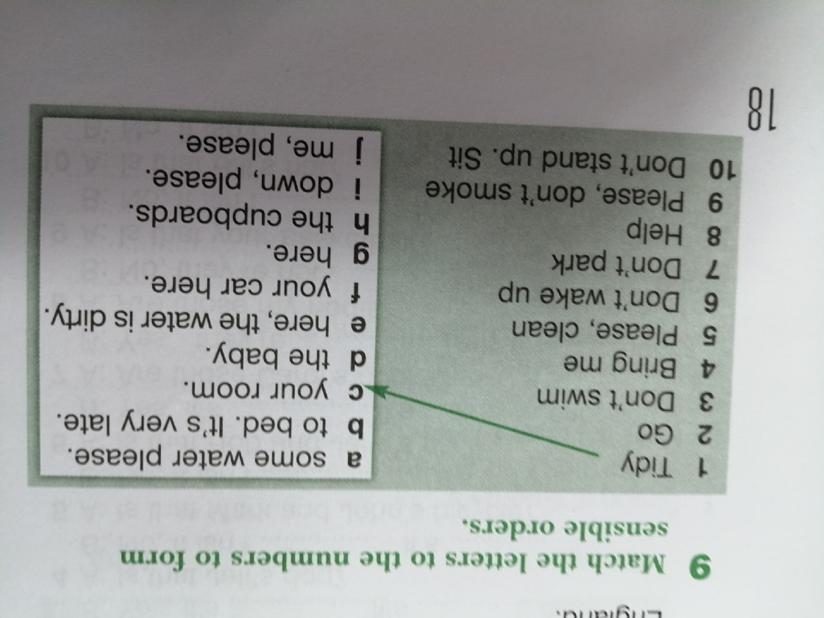 England.
9 Match the letters to the numbers to form
sensible orders.
1 Tidy
2 Go
3 Don't swim
4 Bring me
5 Please, clean
6 Don't wake up
7 Don't park
8 Help
9 Please, don't smoke
10 Don't stand up. Sit
a some water please.
b to bed. It's very late.
c your room.
d the baby.
e here, the water is dirty.
f your car here.
g here.
h the cupboards.
i down, please.
j me, please.
18